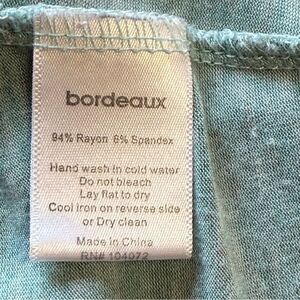 bordeaux
94% Rayon 6% Spandex
Hand wash in cold water
Do not bleach
Lay flat to dry
Cool iron on reverse side
or Dry clean
Made in China
RN# 104072